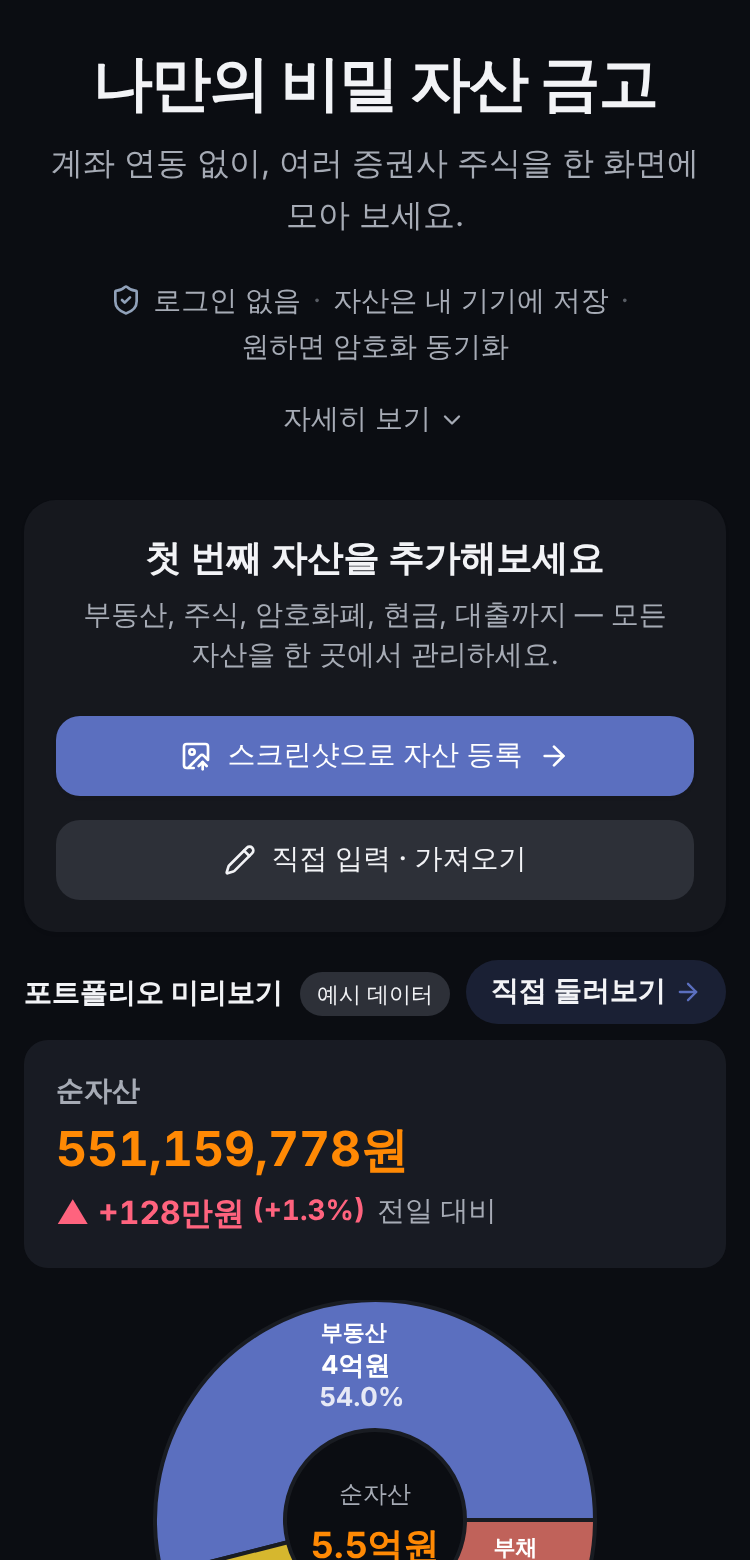 나만의 비밀 자산 금고
계좌 연동 없이, 여러 증권사 주식을 한 화면에
모아 보세요.
로그인 없음 · 자산은 내 기기에 저장 ·
원하면 암호화 동기화
자세히 보기
첫 번째 자산을 추가해보세요
부동산, 주식, 암호화폐, 현금, 대출까지 — 모든
자산을 한 곳에서 관리하세요.
스크린샷으로 자산 등록 →
직접 입력 · 가져오기
포트폴리오 미리보기 예시 데이터 직접 둘러보기 →
순자산
551,159,778원
▲ +128만원 (+1.3%) 전일 대비
부동산
4억원
54.0%
순자산
5.5억원
부채